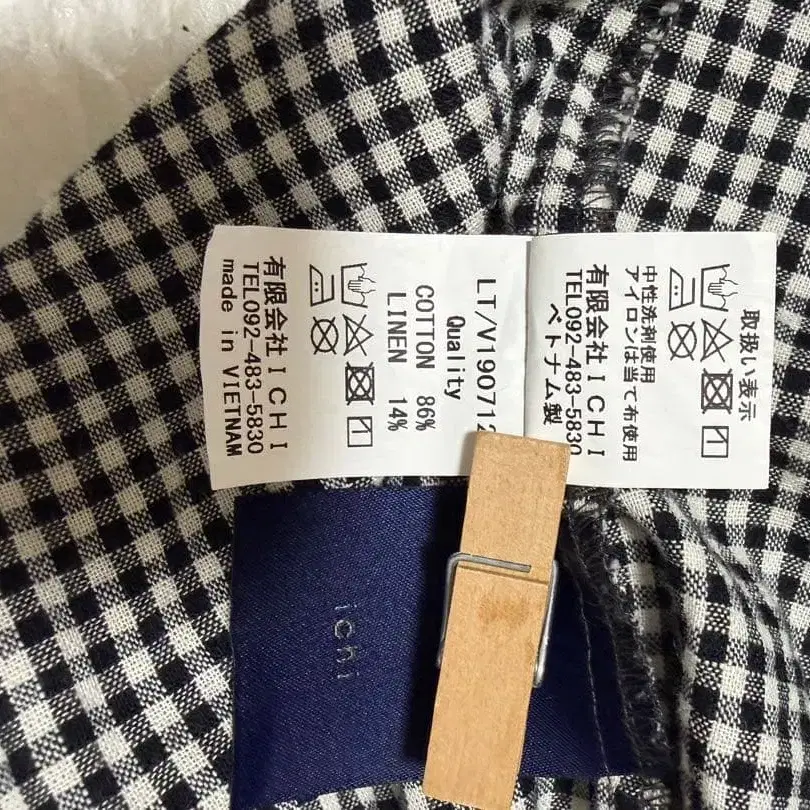 LT/V190712
Quality
COTTON 86%
LINEN 14%
有限会社ICHI
TEL092-483-5830
made in VIETNAM
取扱い表示
中性洗剤使用
アイロンは当て布使用
有限会社ICHI
TEL092-483-5830
ベトナム製
ichi